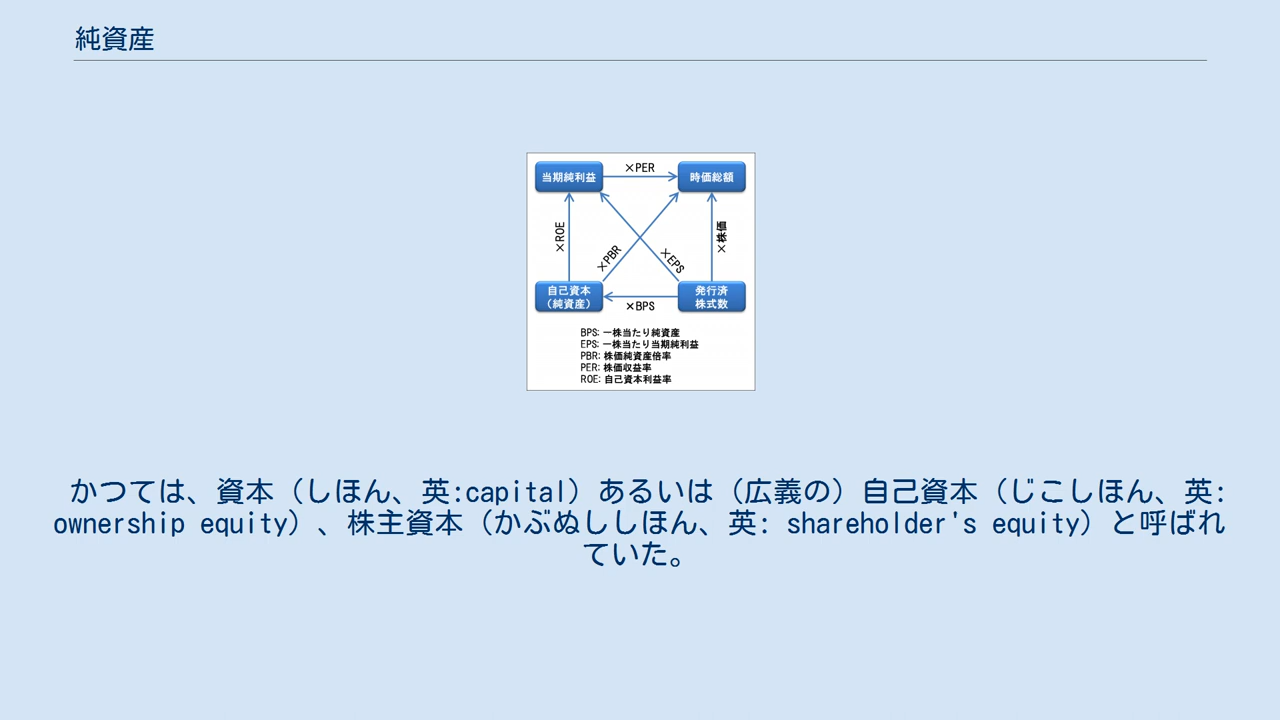 純資産
当期純利益
×PER
時価総額
×ROE
×PBR
×EPS
×株価
自己資本
（純資産）
×BPS
発行済
株式数
BPS: 一株当たり純資産
EPS: 一株当たり当期純利益
PBR: 株価純資産倍率
PER: 株価収益率
ROE: 自己資本利益率
かつては、資本（しほん、英:capital）あるいは（広義の）自己資本（じこしほん、英:
ownership equity）、株主資本（かぶぬししほん、英: shareholder's equity）と呼ばれ
ていた。